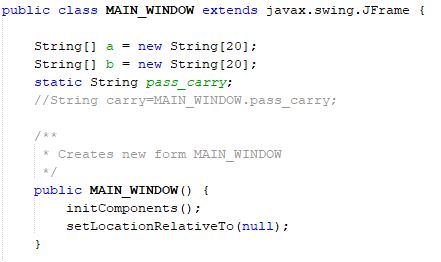 public class MAIN_WINDOW extends javax.swing.JFrame {
String[] a = new String[20];
String[] b = new String[20];
static String pass_carry;
//String carry=MAIN_WINDOW.pass_carry;
/**
* Creates new form MAIN_WINDOW
*/
public MAIN_WINDOW() {
initComponents();
setLocationRelativeTo(null);
}